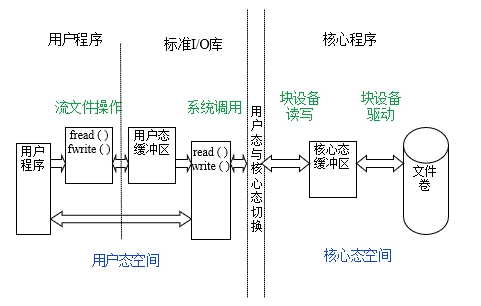 用户程序
标准I/O库
核心程序
流文件操作
系统调用
块设备
读写
块设备
驱动
用户
程序
fread ( )
fwrite ( )
用户态
缓冲区
read ( )
write ( )
用户态与核心态切换
核心态
缓冲区
文件
卷
用户态空间
核心态空间